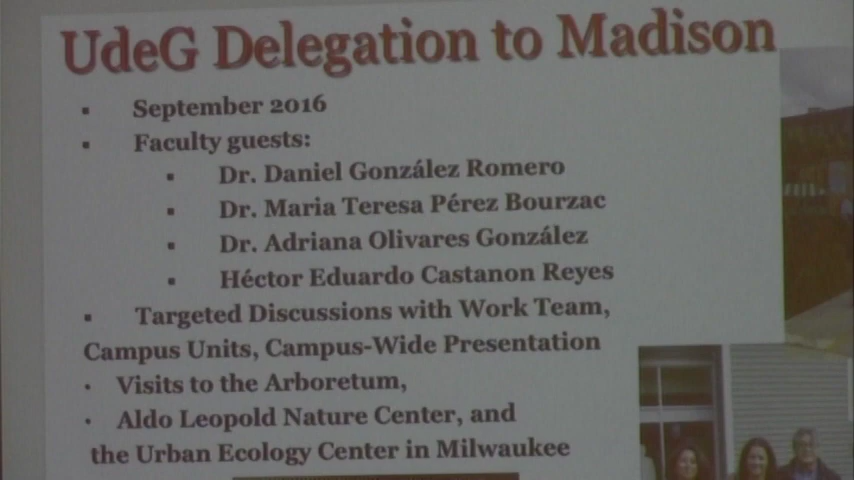 UdeG Delegation to Madison
▪ September 2016
▪ Faculty guests:
▪ Dr. Daniel González Romero
▪ Dr. Maria Teresa Pérez Bourzac
▪ Dr. Adriana Olivares González
▪ Héctor Eduardo Castanon Reyes
▪ Targeted Discussions with Work Team,
Campus Units, Campus-Wide Presentation
• Visits to the Arboretum,
• Aldo Leopold Nature Center, and
the Urban Ecology Center in Milwaukee